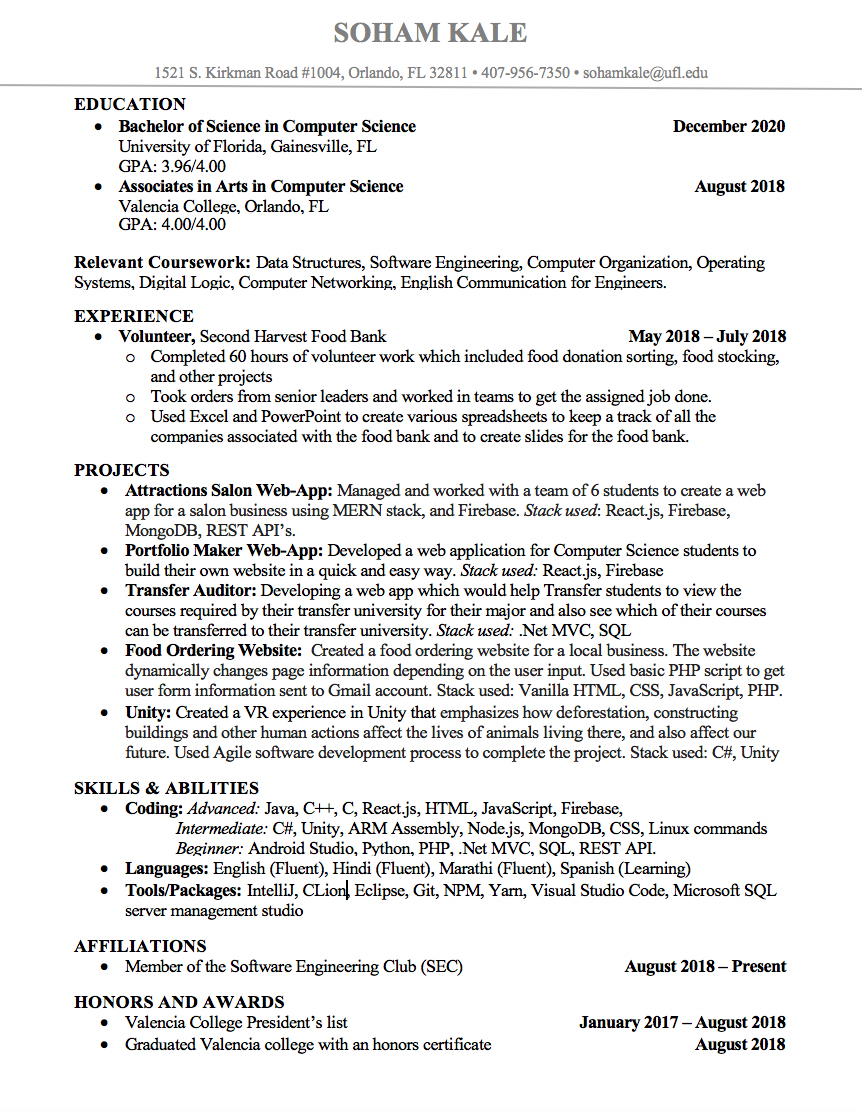 SOHAM KALE
1521 S. Kirkman Road #1004, Orlando, FL 32811 • 407-956-7350 • sohamkale@ufl.edu
EDUCATION
• Bachelor of Science in Computer Science December 2020
University of Florida, Gainesville, FL
GPA: 3.96/4.00
• Associates in Arts in Computer Science August 2018
Valencia College, Orlando, FL
GPA: 4.00/4.00
Relevant Coursework: Data Structures, Software Engineering, Computer Organization, Operating
Systems, Digital Logic, Computer Networking, English Communication for Engineers.
EXPERIENCE
• Volunteer, Second Harvest Food Bank May 2018 – July 2018
o Completed 60 hours of volunteer work which included food donation sorting, food stocking,
and other projects
o Took orders from senior leaders and worked in teams to get the assigned job done.
o Used Excel and PowerPoint to create various spreadsheets to keep a track of all the
companies associated with the food bank and to create slides for the food bank.
PROJECTS
• Attractions Salon Web-App: Managed and worked with a team of 6 students to create a web
app for a salon business using MERN stack, and Firebase. Stack used: React.js, Firebase,
MongoDB, REST API’s.
• Portfolio Maker Web-App: Developed a web application for Computer Science students to
build their own website in a quick and easy way. Stack used: React.js, Firebase
• Transfer Auditor: Developing a web app which would help Transfer students to view the
courses required by their transfer university for their major and also see which of their courses
can be transferred to their transfer university. Stack used: .Net MVC, SQL
• Food Ordering Website: Created a food ordering website for a local business. The website
dynamically changes page information depending on the user input. Used basic PHP script to get
user form information sent to Gmail account. Stack used: Vanilla HTML, CSS, JavaScript, PHP.
• Unity: Created a VR experience in Unity that emphasizes how deforestation, constructing
buildings and other human actions affect the lives of animals living there, and also affect our
future. Used Agile software development process to complete the project. Stack used: C#, Unity
SKILLS & ABILITIES
• Coding: Advanced: Java, C++, C, React.js, HTML, JavaScript, Firebase,
Intermediate: C#, Unity, ARM Assembly, Node.js, MongoDB, CSS, Linux commands
Beginner: Android Studio, Python, PHP, .Net MVC, SQL, REST API.
• Languages: English (Fluent), Hindi (Fluent), Marathi (Fluent), Spanish (Learning)
• Tools/Packages: IntelliJ, CLion, Eclipse, Git, NPM, Yarn, Visual Studio Code, Microsoft SQL
server management studio
AFFILIATIONS
• Member of the Software Engineering Club (SEC) August 2018 – Present
HONORS AND AWARDS
• Valencia College President’s list January 2017 – August 2018
• Graduated Valencia college with an honors certificate August 2018